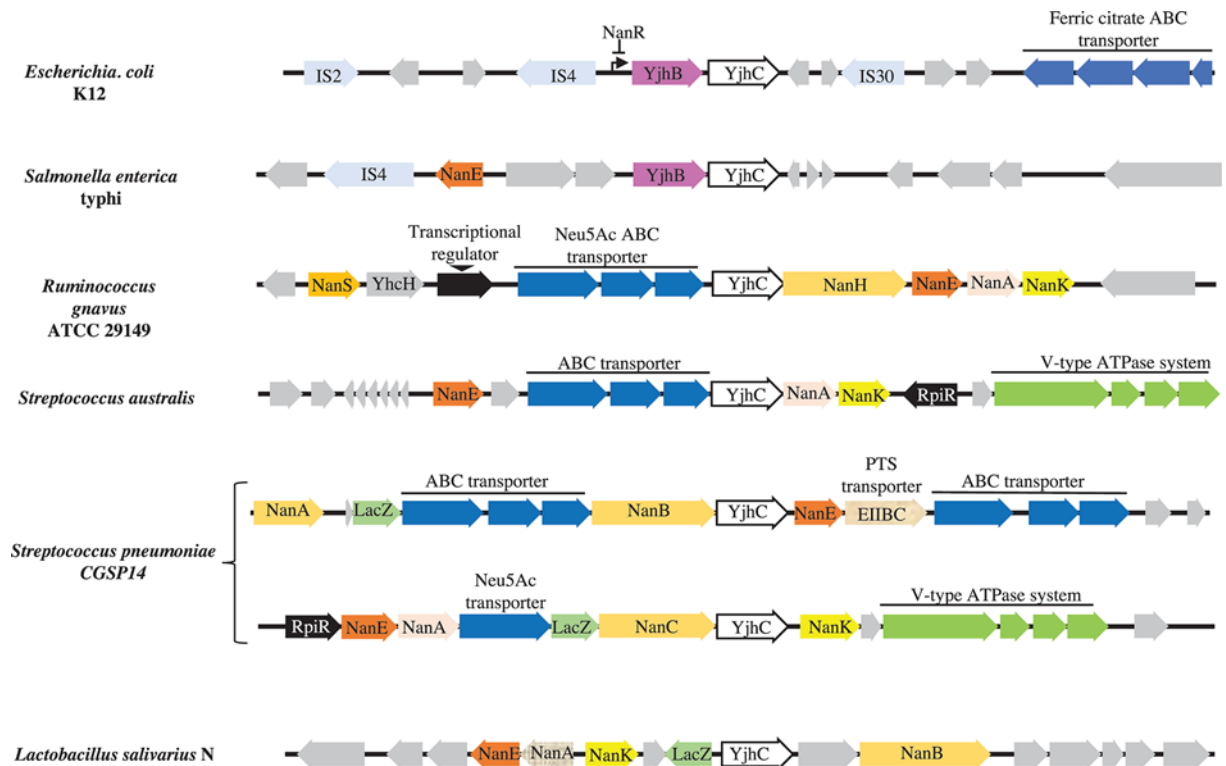 Ferric citrate ABC
transporter
NanR
Escherichia. coli
K12
IS2
IS4
YjhB
YjhC
IS30
Salmonella enterica
typhi
IS4
NanE
YjhB
YjhC
Transcriptional
regulator
Neu5Ac ABC
transporter
Ruminococcus
gnavus
ATCC 29149
NanS
YhcH
YjhC
NanH
NanE
NanA
NanK
ABC transporter
V-type ATPase system
Streptococcus australis
NanE
YjhC
NanA
NanK
RpiR
PTS
transporter
ABC transporter
ABC transporter
NanA
LacZ
NanB
YjhC
NanE
EIIBC
Streptococcus pneumoniae
CGSP14
Neu5Ac
transporter
V-type ATPase system
RpiR
NanE
NanA
LacZ
NanC
YjhC
NanK
Lactobacillus salivarius N
NanE
NanA
NanK
LacZ
YjhC
NanB